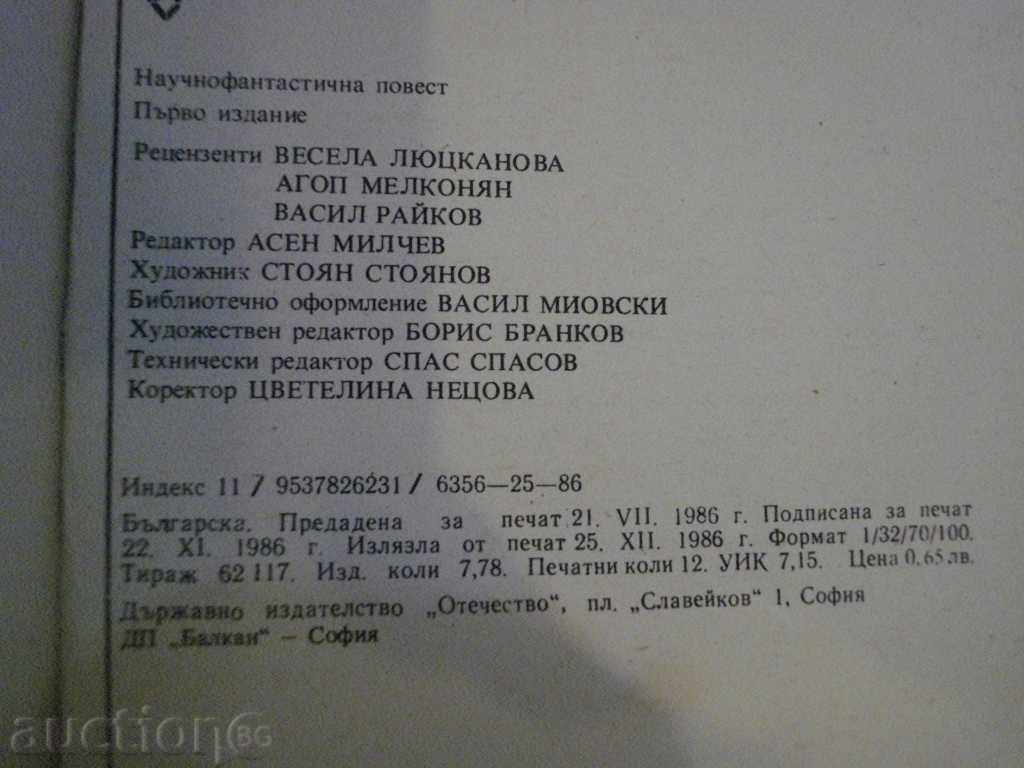 Научнофантастична повест
Първо издание
Рецензенти ВЕСЕЛА ЛЮЦКАНОВА
АГОП МЕЛКОНЯН
ВАСИЛ РАЙКОВ
Редактор АСЕН МИЛЧЕВ
Художник СТОЯН СТОЯНОВ
Библиотечно оформление ВАСИЛ МИОВСКИ
Художествен редактор БОРИС БРАНКОВ
Технически редактор СПАС СПАСОВ
Коректор ЦВЕТЕЛИНА НЕЦОВА
Индекс 11 / 9537826231 / 6356—25—86
Българска. Предадена за печат 21. VII. 1986 г. Подписана за печат
22. XI. 1986 г. Излязла от печат 25. XII. 1986 г. Формат 1/32/70/100.
Тираж 62 117. Изд. коли 7,78. Печатни коли 12. УИК 7,15. Цена 0,65 лв.
Държавно издателство „Отечество“, пл. „Славейков“ 1, София
ДП „Балкан“ — София
auction BG